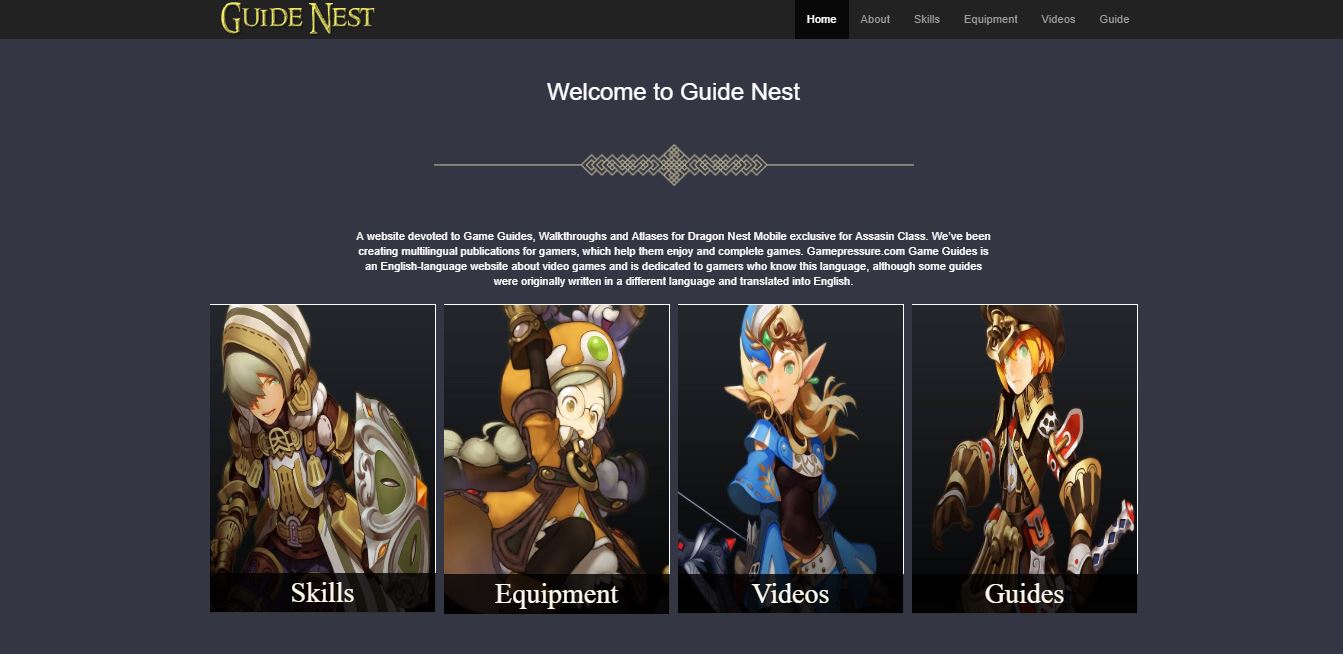 GUIDE NEST
Home About Skills Equipment Videos Guide
Welcome to Guide Nest
A website devoted to Game Guides, Walkthroughs and Atlases for Dragon Nest Mobile exclusive for Assasin Class. We've been
creating multilingual publications for gamers, which help them enjoy and complete games. Gamepressure.com Game Guides is
an English-language website about video games and is dedicated to gamers who know this language, although some guides
were originally written in a different language and translated into English.
Skills
Equipment
Videos
Guides